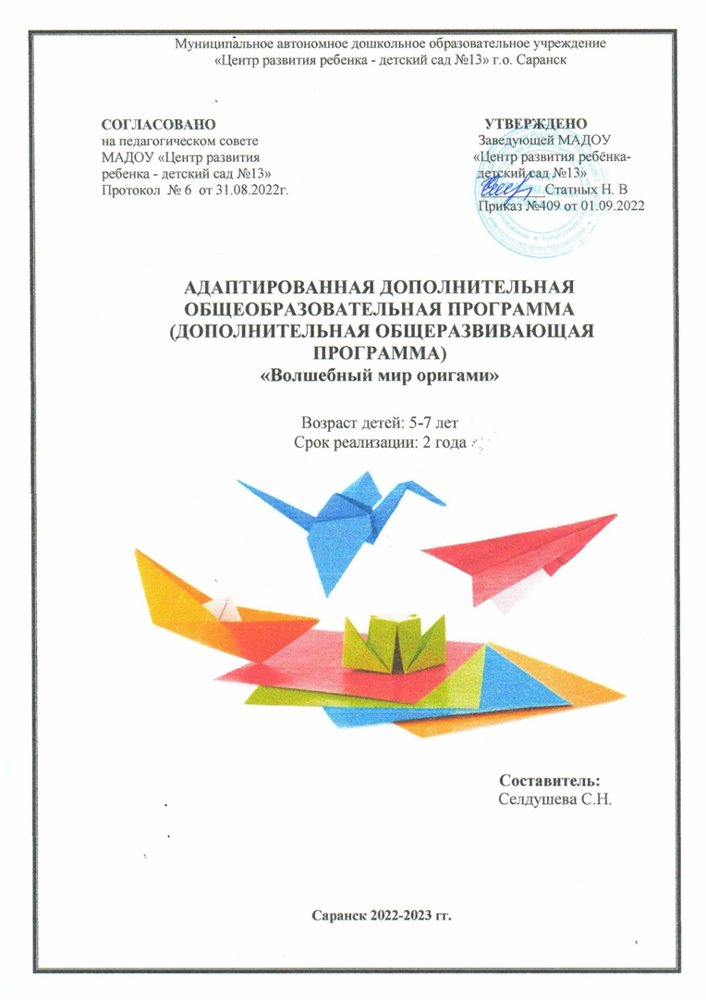 Муниципальное автономное дошкольное образовательное учреждение
«Центр развития ребенка - детский сад №13» г.о. Саранск
СОГЛАСОВАНО
на педагогическом совете
МАДОУ «Центр развития
ребенка - детский сад №13»
Протокол № 6 от 31.08.2022г.
УТВЕРЖДЕНО
Заведующей МАДОУ
«Центр развития ребёнка-
детский сад №13»
________Статных Н. В
Приказ №409 от 01.09.2022
АДАПТИРОВАННАЯ ДОПОЛНИТЕЛЬНАЯ
ОБЩЕОБРАЗОВАТЕЛЬНАЯ ПРОГРАММА
(ДОПОЛНИТЕЛЬНАЯ ОБЩЕРАЗВИВАЮЩАЯ
ПРОГРАММА)
«Волшебный мир оригами»
Возраст детей: 5-7 лет
Срок реализации: 2 года
Составитель:
Селдушева С.Н.
Саранск 2022-2023 гг.